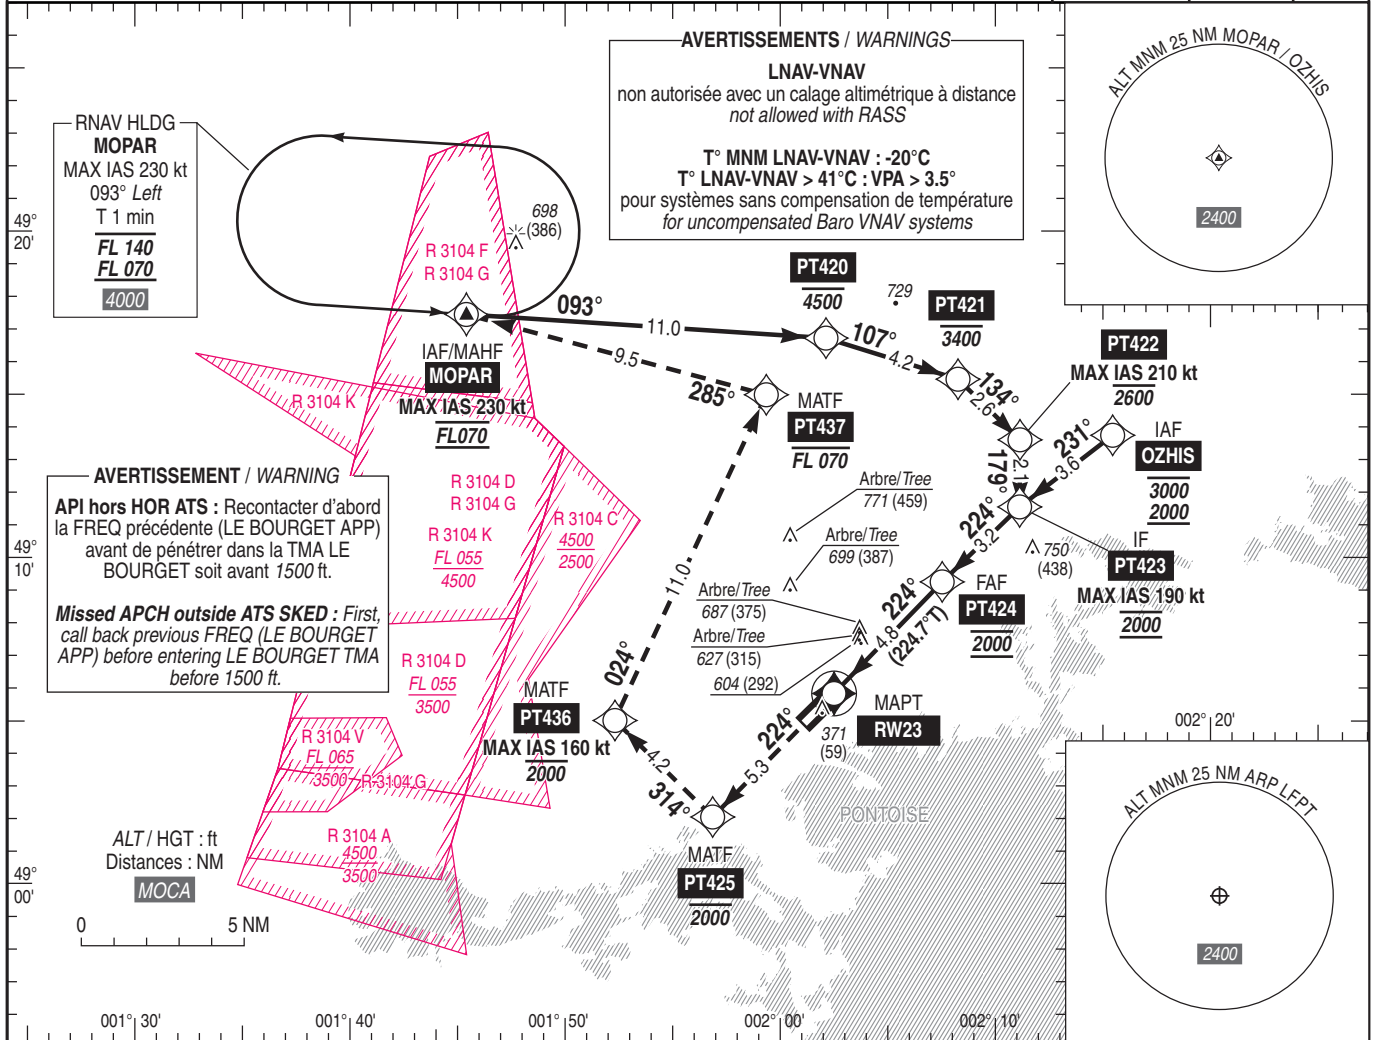 AVERTISSEMENTS / WARNINGS
LNAV-VNAV
non autorisée avec un calage altimétrique à distance
not allowed with RASS
T° MNM LNAV-VNAV : -20°C
T° LNAV-VNAV > 41°C : VPA > 3.5°
pour systèmes sans compensation de température
for uncompensated Baro VNAV systems
ALT MNM 25 NM MOPAR / OZHIS
2400
RNAV HLDG
MOPAR
MAX IAS 230 kt
093° Left
T 1 min
FL 140
FL 070
4000
49°
20'
698
(386)
R 3104 F
R 3104 G
093°
11.0
PT420
4500
729
PT421
3400
107°
4.2
134°
2.6
PT422
MAX IAS 210 kt
2600
IAF/MAHF
MOPAR
MAX IAS 230 kt
FL070
9.5
285°
MATF
PT437
FL 070
R 3104 K
179°
2.1
231°
3.6
IAF
OZHIS
3000
2000
AVERTISSEMENT / WARNING
API hors HOR ATS : Recontacter d'abord
la FREQ précédente (LE BOURGET APP)
avant de pénétrer dans la TMA LE
BOURGET soit avant 1500 ft.
Missed APCH outside ATS SKED : First,
call back previous FREQ (LE BOURGET
APP) before entering LE BOURGET TMA
before 1500 ft.
R 3104 D
R 3104 G
R 3104 K
FL 055
4500
R 3104 C
4500
2500
Arbre/Tree
771 (459)
Arbre/Tree
699 (387)
Arbre/Tree
687 (375)
Arbre/Tree
627 (315)
604 (292)
224°
3.2
750
(438)
IF
PT423
MAX IAS 190 kt
2000
49°
10'
FAF
PT424
2000
224°
4.8
(224.7°T)
11.0
024°
R 3104 D
FL 055
3500
MATF
PT436
MAX IAS 160 kt
2000
MAPT
RW23
371
(59)
224°
5.3
4.2
314°
002° 20'
R 3104 V
FL 065
3500
R 3104 G
PONTOISE
ALT MNM 25 NM ARP LFPT
2400
R 3104 A
4500
3500
MATF
PT425
2000
ALT / HGT : ft
Distances : NM
MOCA
49°
00'
0
5 NM
001° 30'
001° 40'
001° 50'
002° 00'
002° 10'